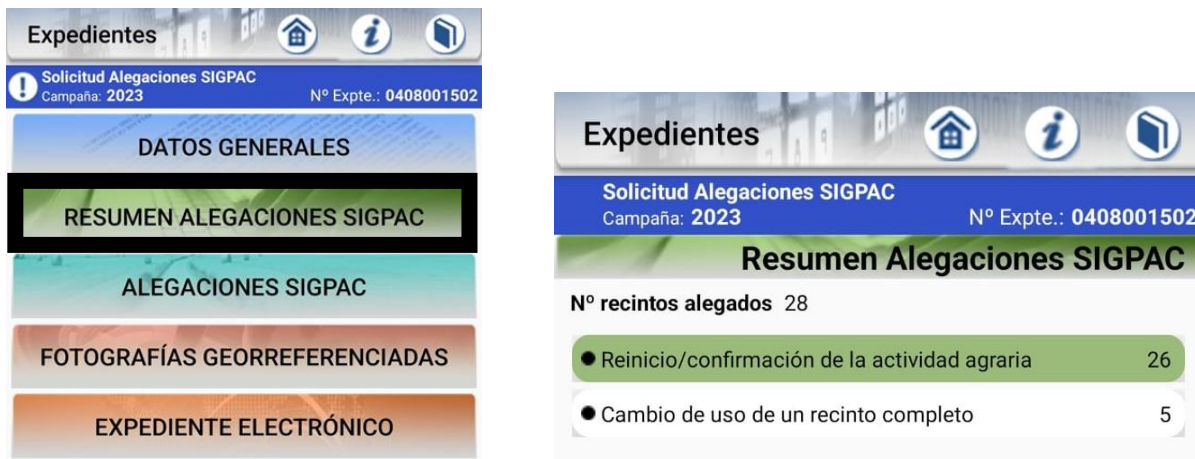 Expedientes
Solicitud Alegaciones SIGPAC
Campaña: 2023 Nº Expte.: 0408001502
DATOS GENERALES
RESUMEN ALEGACIONES SIGPAC
ALEGACIONES SIGPAC
FOTOGRAFÍAS GEORREFERENCIADAS
EXPEDIENTE ELECTRÓNICO
Expedientes
Solicitud Alegaciones SIGPAC
Campaña: 2023 Nº Expte.: 0408001502
Resumen Alegaciones SIGPAC
Nº recintos alegados 28
Reinicio/confirmación de la actividad agraria 26
Cambio de uso de un recinto completo 5